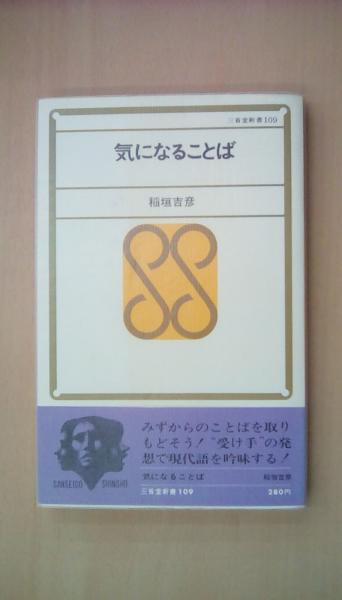 三省堂新書109
気になることば
稲垣吉彦
みずからのことばを取り
もどそう！“受け手”の発
想で現代語を吟味する！
気になることば 稲垣吉彦
SANSEIDO SHINSHO
三省堂新書109 280円